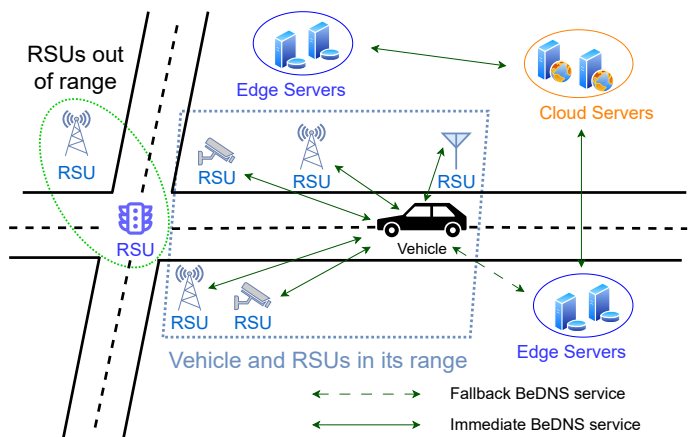 RSUs out
of range
Edge Servers
Cloud Servers
RSU
RSU
RSU
RSU
RSU
Vehicle
RSU
RSU
Edge Servers
Vehicle and RSUs in its range
Fallback BeDNS service
Immediate BeDNS service